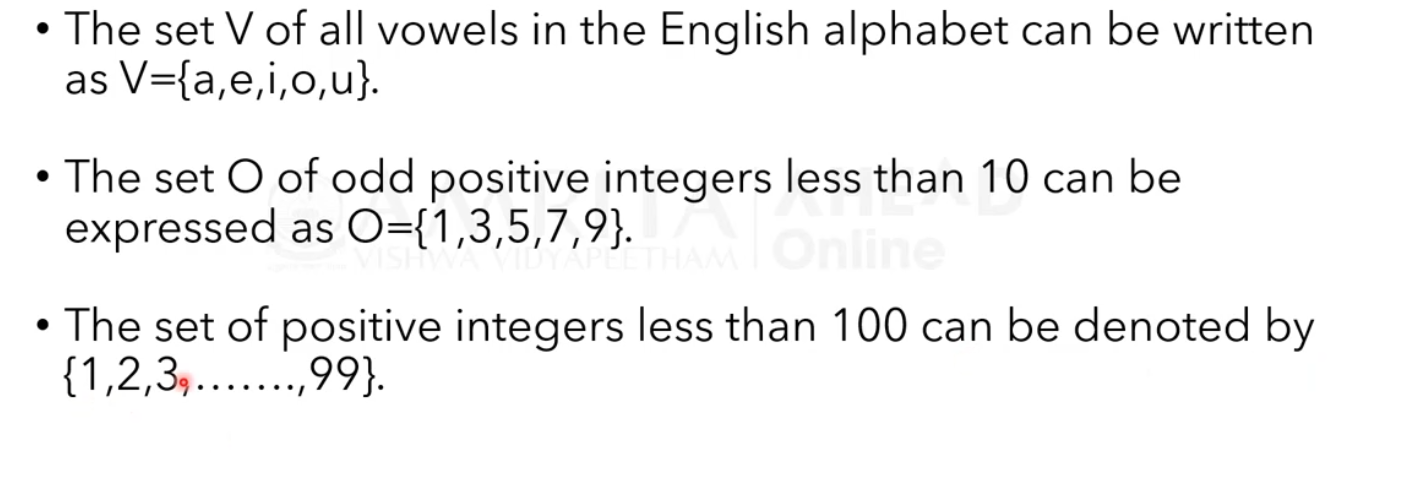 • The set V of all vowels in the English alphabet can be written
as V={a,e,i,o,u}.
• The set O of odd positive integers less than 10 can be
expressed as O={1,3,5,7,9}.
AMRITA AHEAD
VISHWA VIDYAPEETHAM Online
• The set of positive integers less than 100 can be denoted by
{1,2,3,.......,99}.